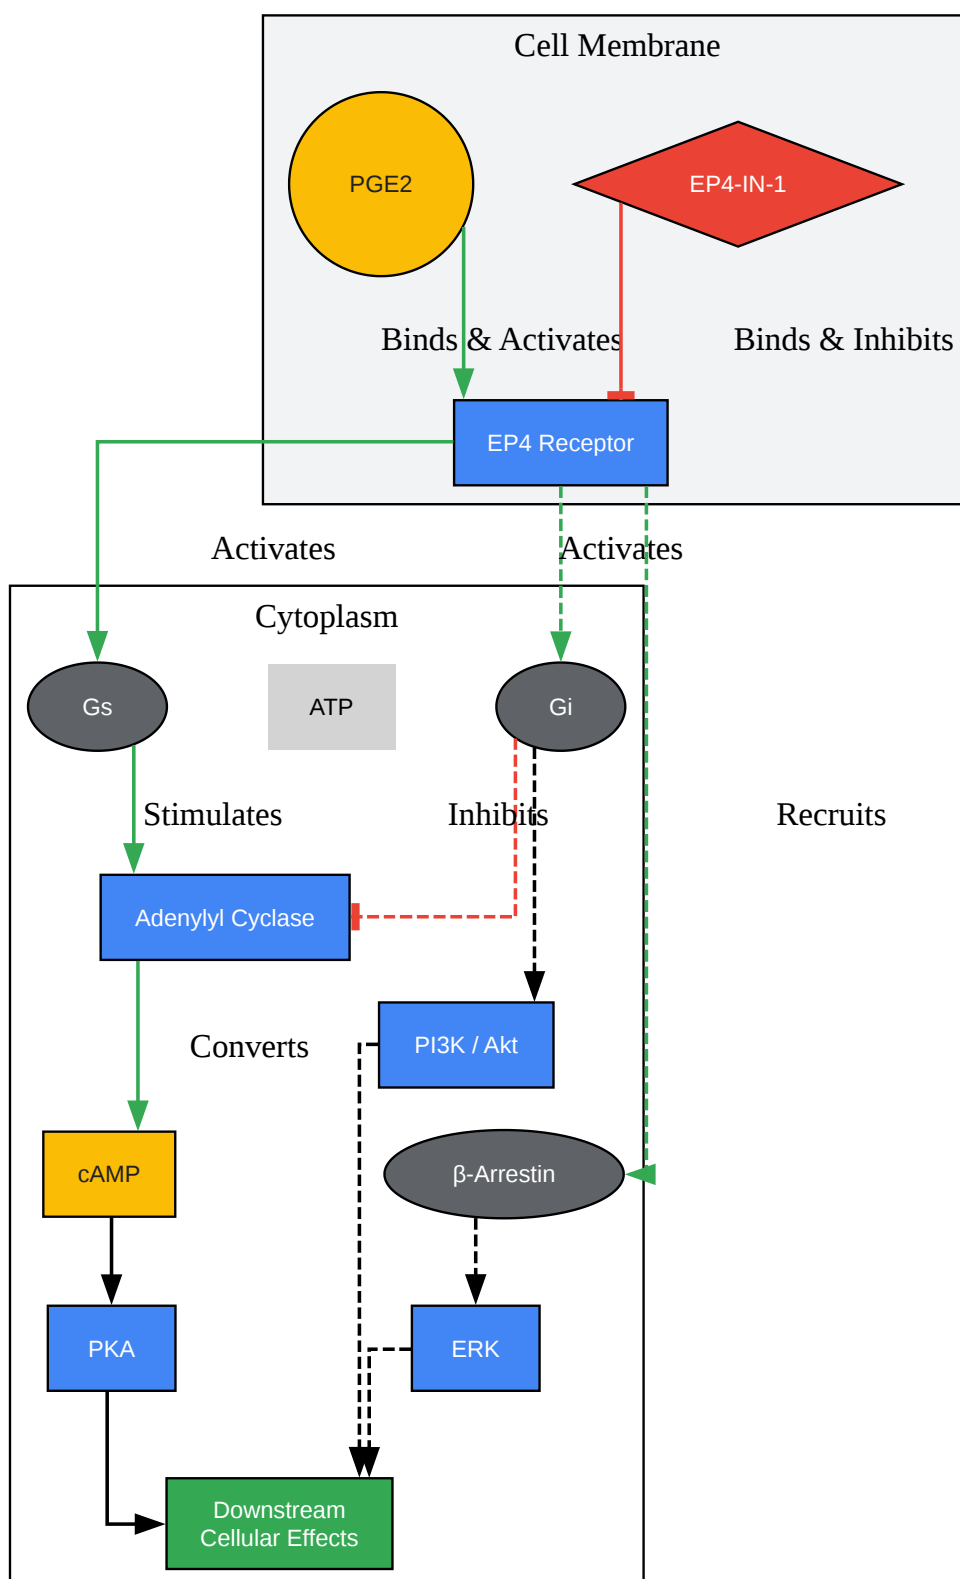 Cell Membrane
PGE2
EP4-IN-1
Binds & Activates
Binds & Inhibits
EP4 Receptor
Activates
Activates
Cytoplasm
Gs
ATP
Gi
Stimulates
Inhibits
Recruits
Adenylyl Cyclase
Converts
PI3K / Akt
cAMP
β-Arrestin
PKA
ERK
Downstream
Cellular Effects